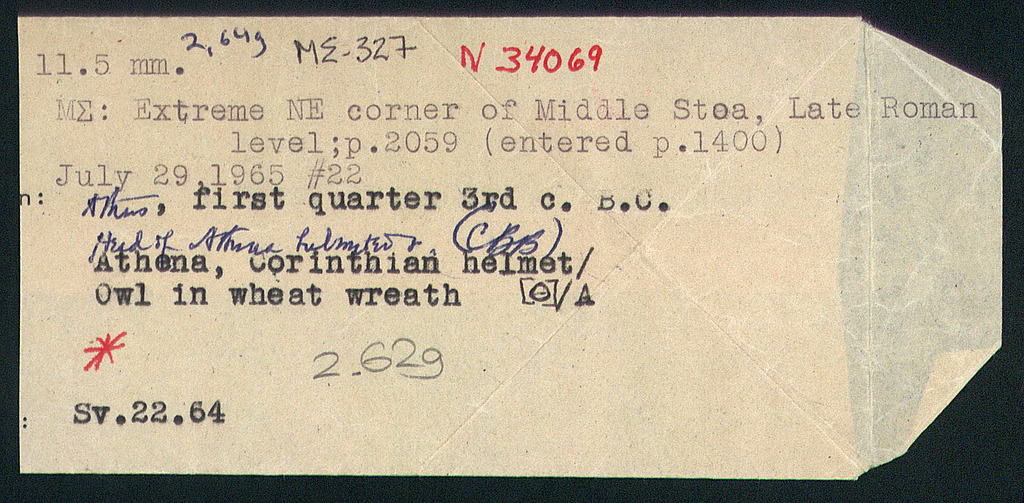 2,64g ΜΣ-327 N 34069
11.5 mm.
ΜΣ: Extreme NE corner of Middle Stoa, Late Roman
level;p.2059 (entered p.1400)
July 29,1965 #22
n: Athens, first quarter 3rd c. B.C.
Head of Athena helmeted r. (CBB)
Athena, Corinthian helmet/
Owl in wheat wreath [Θ]/A
*
2.62g
: Sv.22.64